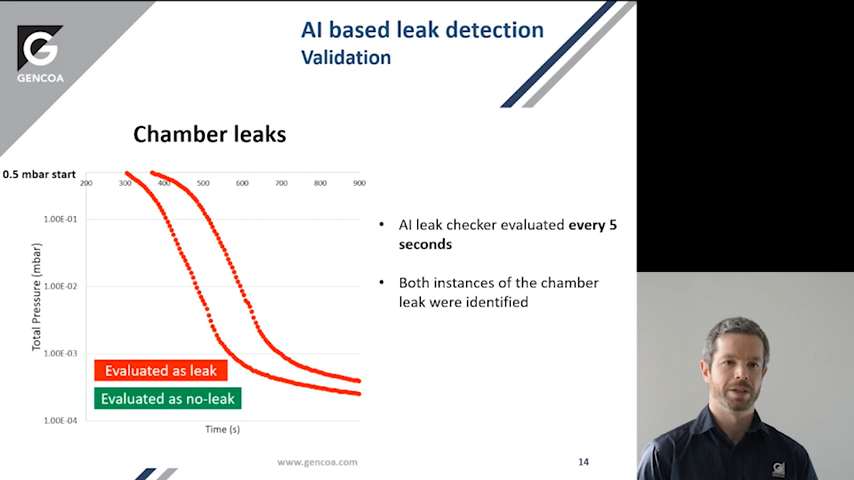 AI based leak detection
Validation
GENCOA
Chamber leaks
0.5 mbar start
200 300 400 500 600 700 800 900
1.00E-01
1.00E-02
1.00E-03
1.00E-04
Total Pressure (mbar)
Time (s)
Evaluated as leak
Evaluated as no-leak
• AI leak checker evaluated every 5
seconds
• Both instances of the chamber
leak were identified
www.gencoa.com
14